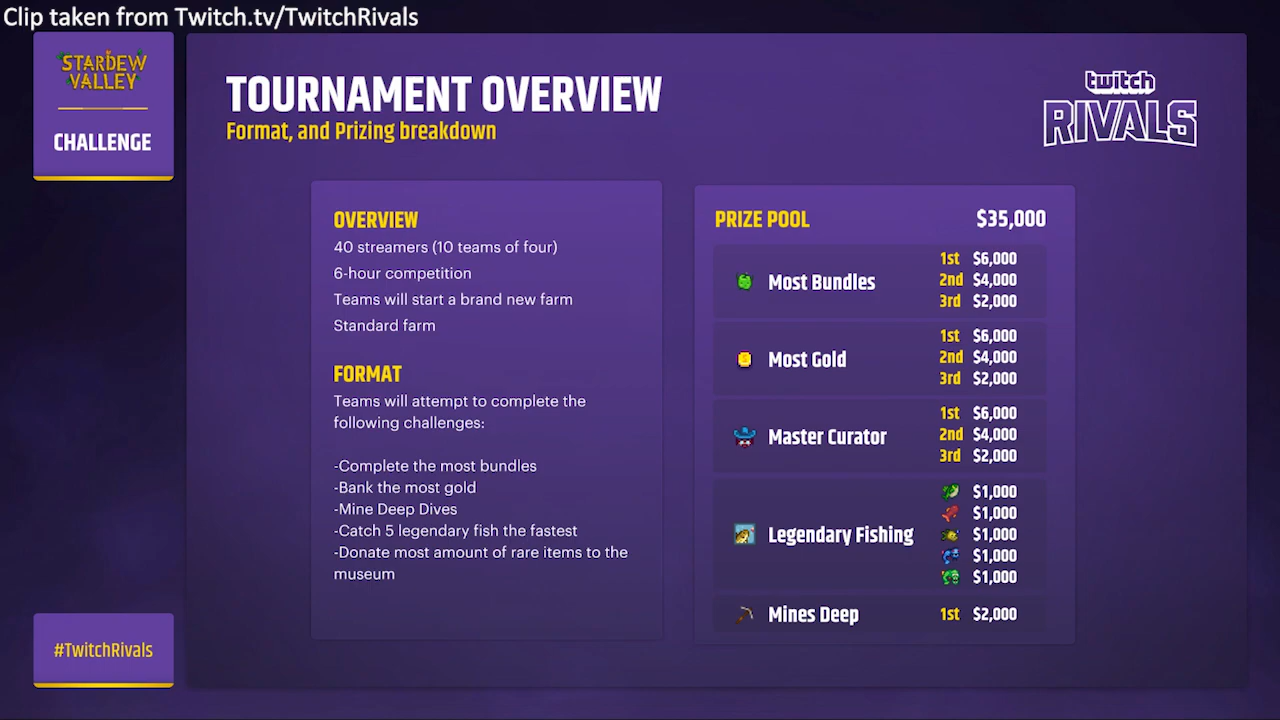 Clip taken from Twitch.tv/TwitchRivals
STARDEW
VALLEY
CHALLENGE
TOURNAMENT OVERVIEW
Format, and Prizing breakdown
twitch
RIVALS
OVERVIEW
40 streamers (10 teams of four)
6-hour competition
Teams will start a brand new farm
Standard farm
FORMAT
Teams will attempt to complete the
following challenges:
-Complete the most bundles
-Bank the most gold
-Mine Deep Dives
-Catch 5 legendary fish the fastest
-Donate most amount of rare items to the
museum
PRIZE POOL $35,000
Most Bundles
1st $6,000
2nd $4,000
3rd $2,000
Most Gold
1st $6,000
2nd $4,000
3rd $2,000
Master Curator
1st $6,000
2nd $4,000
3rd $2,000
Legendary Fishing
$1,000
$1,000
$1,000
$1,000
$1,000
Mines Deep 1st $2,000
#TwitchRivals